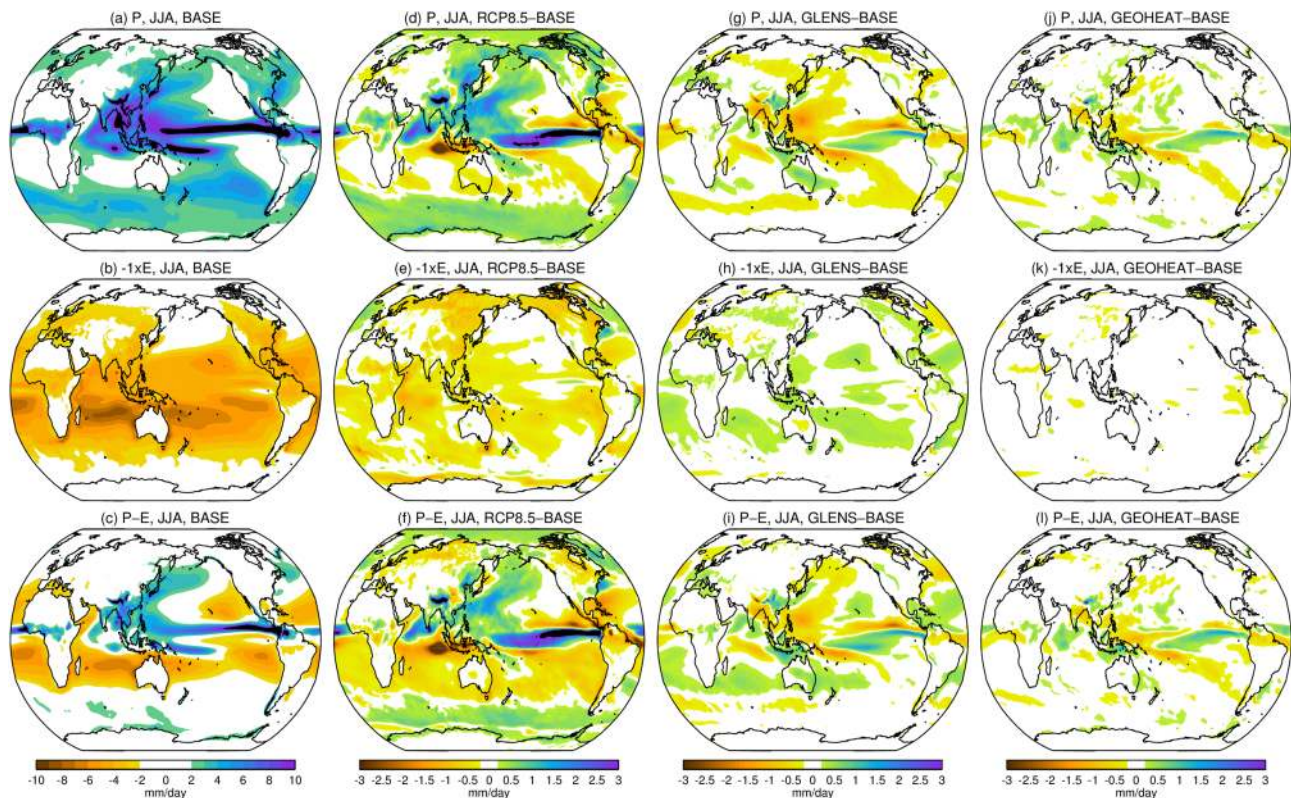 (a) P, JJA, BASE
(d) P, JJA, RCP8.5−BASE
(g) P, JJA, GLENS−BASE
(j) P, JJA, GEOHEAT−BASE
(b) -1xE, JJA, BASE
(e) -1xE, JJA, RCP8.5−BASE
(h) -1xE, JJA, GLENS−BASE
(k) -1xE, JJA, GEOHEAT−BASE
(c) P−E, JJA, BASE
(f) P−E, JJA, RCP8.5−BASE
(i) P−E, JJA, GLENS−BASE
(l) P−E, JJA, GEOHEAT−BASE
-10 -8 -6 -4 -2 0 2 4 6 8 10
mm/day
-3 -2.5 -2 -1.5 -1 -0.5 0 0.5 1 1.5 2 2.5 3
mm/day
-3 -2.5 -2 -1.5 -1 -0.5 0 0.5 1 1.5 2 2.5 3
mm/day
-3 -2.5 -2 -1.5 -1 -0.5 0 0.5 1 1.5 2 2.5 3
mm/day